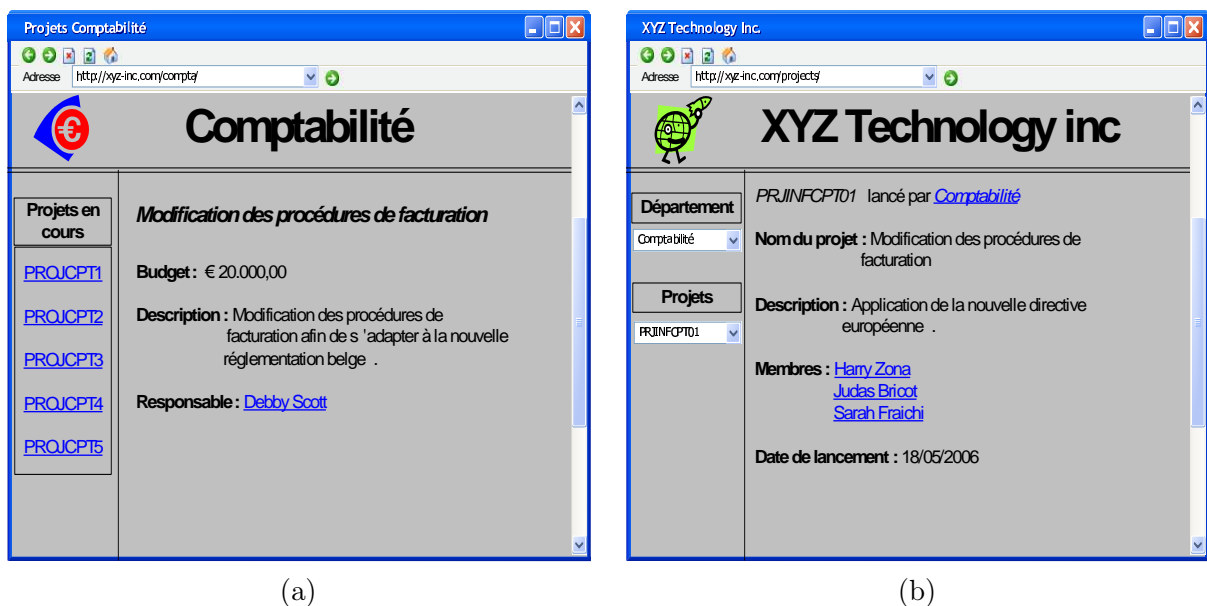 Projets Comptabilité
Adresse http://xyz-inc.com/compta/
€ Comptabilité
Projets en
cours
PROJCPT1
PROJCPT2
PROJCPT3
PROJCPT4
PROJCPT5
Modification des procédures de facturation
Budget : € 20.000,00
Description : Modification des procédures de
facturation afin de s 'adapter à la nouvelle
réglementation belge .
Responsable : Debby Scott
(a)
XYZ Technology Inc.
Adresse http://xyz-inc.com/projects/
XYZ Technology inc
Département
Comptabilité
Projets
PRJINFCPT01
PRJINFCPT01 lancé par Comptabilité
Nom du projet : Modification des procédures de
facturation
Description : Application de la nouvelle directive
européenne .
Membres : Harry Zona
Judas Bricot
Sarah Fraichi
Date de lancement : 18/05/2006
(b)